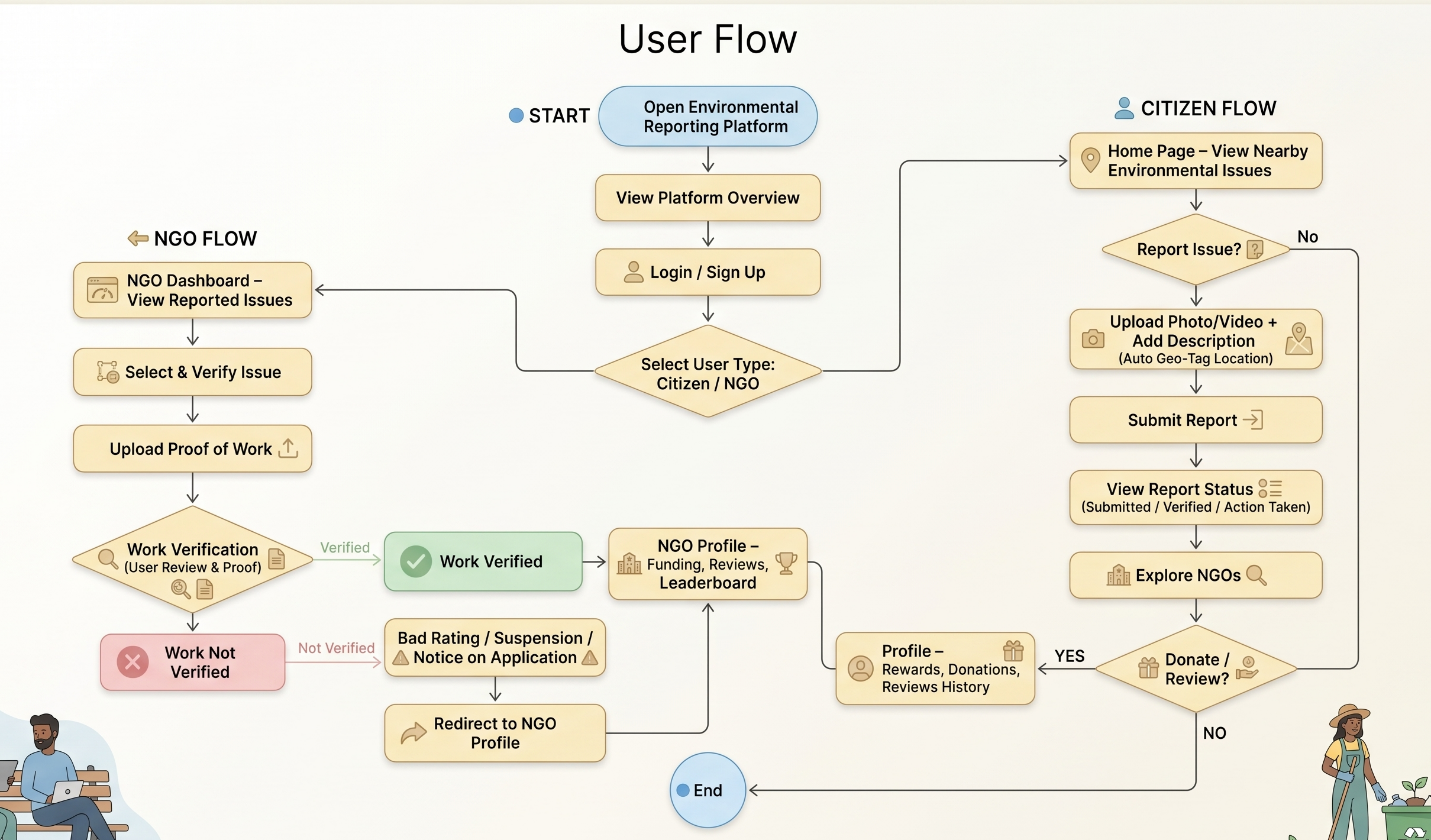 User Flow
START
Open Environmental
Reporting Platform
View Platform Overview
Login / Sign Up
Select User Type:
Citizen / NGO
NGO FLOW
NGO Dashboard –
View Reported Issues
Select & Verify Issue
Upload Proof of Work
Work Verification
(User Review & Proof)
Verified
Work Verified
Work Not
Verified
Not Verified
Bad Rating / Suspension /
Notice on Application
Redirect to NGO
Profile
NGO Profile –
Funding, Reviews,
Leaderboard
CITIZEN FLOW
Home Page – View Nearby
Environmental Issues
Report Issue?
No
Upload Photo/Video +
Add Description
(Auto Geo-Tag Location)
Submit Report
View Report Status
(Submitted / Verified / Action Taken)
Explore NGOs
Donate /
Review?
YES
Profile –
Rewards, Donations,
Reviews History
NO
End